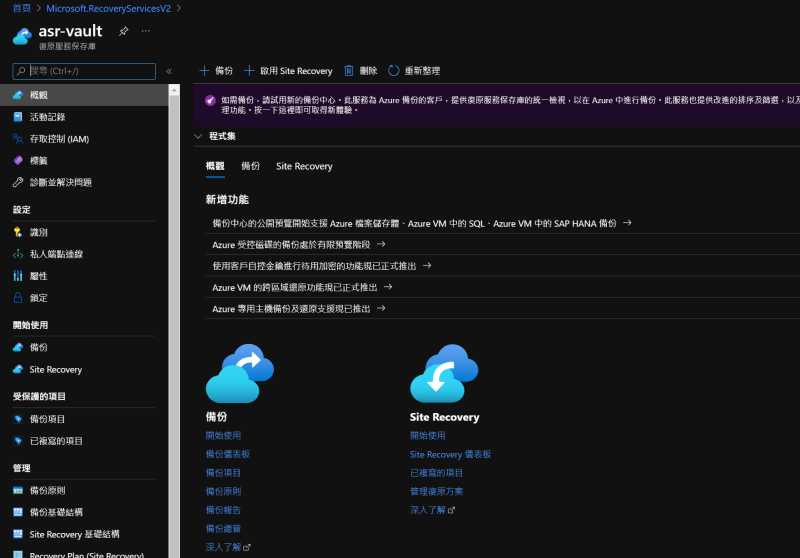 首頁 > Microsoft.RecoveryServicesV2 >
asr-vault
復原服務保存庫
搜尋 (Ctrl+/)
«
概觀
活動記錄
存取控制 (IAM)
標籤
診斷並解決問題
設定
識別
私人端點連線
屬性
鎖定
開始使用
備份
Site Recovery
受保護的項目
備份項目
已複寫的項目
管理
備份原則
備份基礎結構
Site Recovery 基礎結構
Recovery Plan (Site Recovery)
+ 備份
+ 啟用 Site Recovery
刪除
重新整理
如需備份，請試用新的備份中心。此服務為 Azure 備份的客戶，提供復原服務保存庫的統一檢視，以在 Azure 中進行備份。此服務也提供改進的排序及篩選，以及
理功能。按一下這裡即可取得新體驗。
程式集
概觀 備份 Site Recovery
新增功能
備份中心的公開預覽開始支援 Azure 檔案儲存體、Azure VM 中的 SQL、Azure VM 中的 SAP HANA 備份 →
Azure 受控磁碟的備份處於有限預覽階段 →
使用客戶自控金鑰進行待用加密的功能現已正式推出 →
Azure VM 的跨區域還原功能現已正式推出 →
Azure 專用主機備份及還原支援現已推出 →
備份
開始使用
備份儀表板
備份項目
備份原則
備份報告
備份總管
深入了解
Site Recovery
開始使用
Site Recovery 儀表板
已複寫的項目
管理復原方案
深入了解